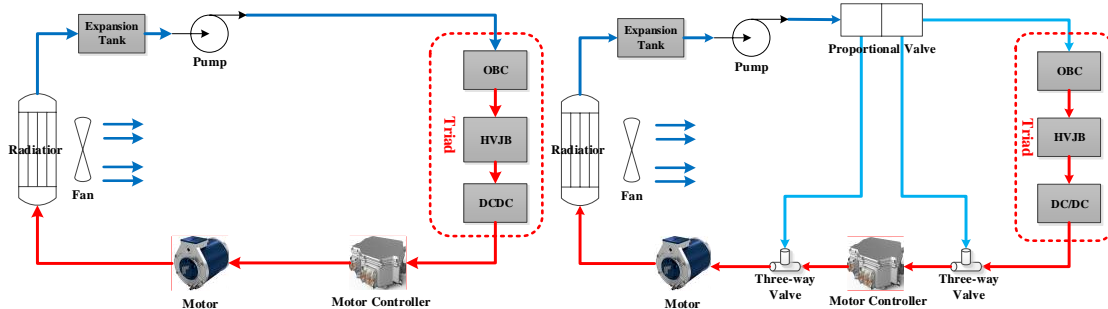 Expansion
Tank
Pump
OBC
HVJB
DCDC
Triad
Radiatior
Fan
Motor
Motor Controller
Expansion
Tank
Pump
Proportional Valve
OBC
HVJB
DC/DC
Triad
Radiatior
Fan
Motor
Three-way
Valve
Motor Controller
Three-way
Valve